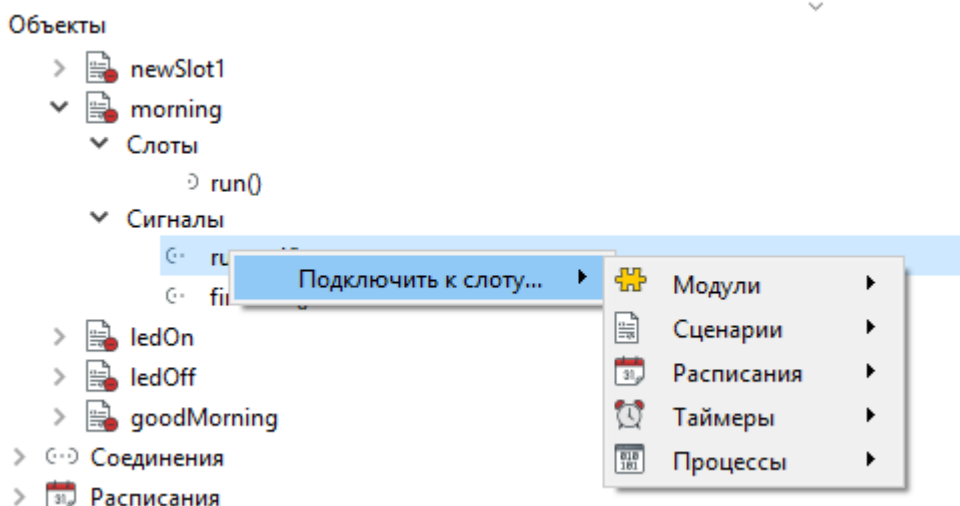 Объекты
newSlot1
morning
Слоты
run()
Сигналы
Подключить к слоту...
Модули
Сценарии
Расписания
Таймеры
Процессы
ledOn
ledOff
goodMorning
Соединения
Расписания